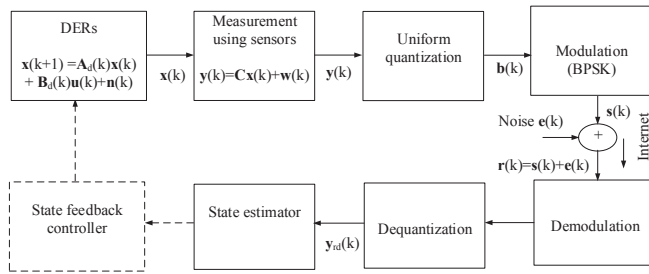 DERs
x(k+1) =A_d(k)x(k)
+ B_d(k)u(k)+n(k)
x(k)
Measurement
using sensors
y(k)=Cx(k)+w(k)
y(k)
Uniform
quantization
b(k)
Modulation
(BPSK)
s(k)
Noise e(k)
+
Internet
r(k)=s(k)+e(k)
Demodulation
Dequantization
y_rd(k)
State estimator
State feedback
controller